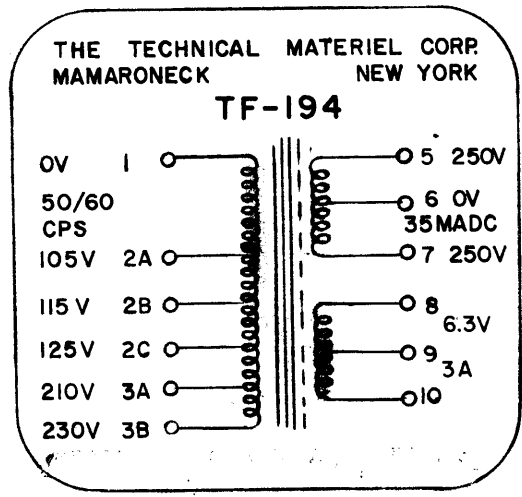 THE TECHNICAL MATERIEL CORP.
MAMARONECK NEW YORK
TF-194
0V 1
50/60
CPS
105V 2A
115V 2B
125V 2C
210V 3A
230V 3B
5 250V
6 0V
35MADC
7 250V
8
6.3V
9
3A
10